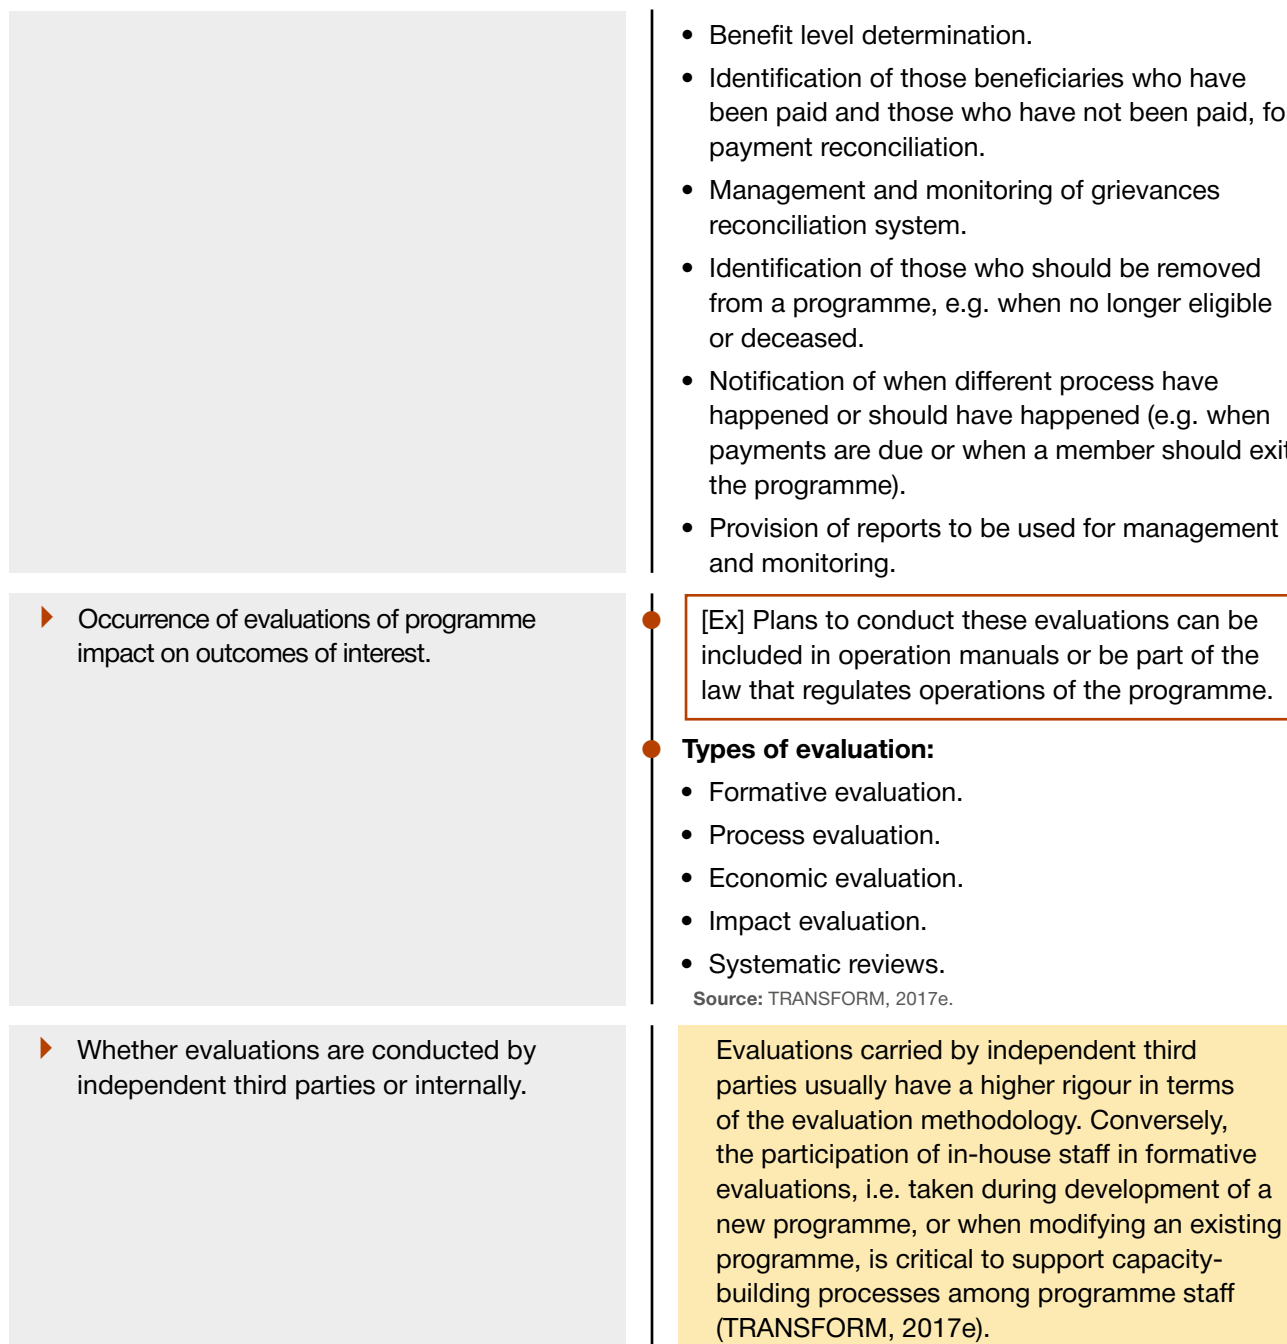 • Benefit level determination.
• Identification of those beneficiaries who have
been paid and those who have not been paid, fo
payment reconciliation.
• Management and monitoring of grievances
reconciliation system.
• Identification of those who should be removed
from a programme, e.g. when no longer eligible
or deceased.
• Notification of when different process have
happened or should have happened (e.g. when
payments are due or when a member should exit
the programme).
• Provision of reports to be used for management
and monitoring.
Occurrence of evaluations of programme
impact on outcomes of interest.
[Ex] Plans to conduct these evaluations can be
included in operation manuals or be part of the
law that regulates operations of the programme.
Types of evaluation:
• Formative evaluation.
• Process evaluation.
• Economic evaluation.
• Impact evaluation.
• Systematic reviews.
Source: TRANSFORM, 2017e.
Whether evaluations are conducted by
independent third parties or internally.
Evaluations carried by independent third
parties usually have a higher rigour in terms
of the evaluation methodology. Conversely,
the participation of in-house staff in formative
evaluations, i.e. taken during development of a
new programme, or when modifying an existing
programme, is critical to support capacity-
building processes among programme staff
(TRANSFORM, 2017e).